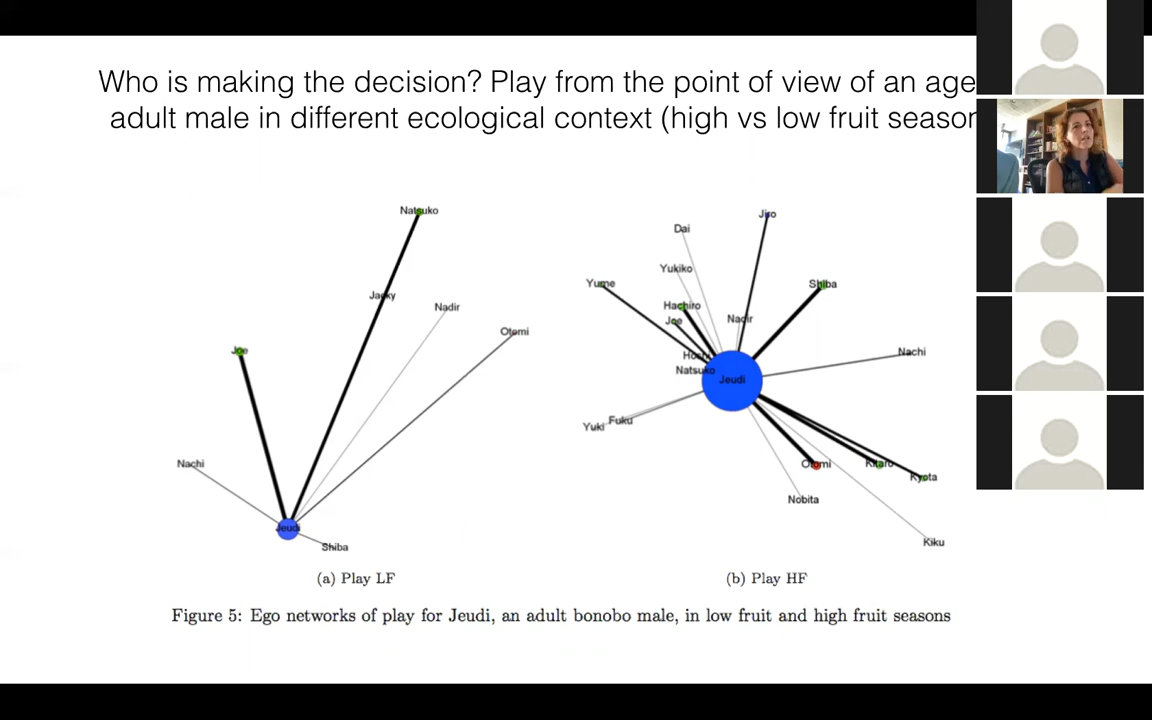 Who is making the decision? Play from the point of view of an age
adult male in different ecological context (high vs low fruit season
Natsuko
Jacky
Nadir
Otomi
Joe
Nachi
Jeudi
Shiba
(a) Play LF
Jiro
Dai
Yukiko
Yume
Shiba
Hachiro
Joe
Nadir
Hoshi
Nachi
Natsuko
Jeudi
Yuki
Fuku
Otomi
Kitaro
Kyota
Nobita
Kiku
(b) Play HF
Figure 5: Ego networks of play for Jeudi, an adult bonobo male, in low fruit and high fruit seasons